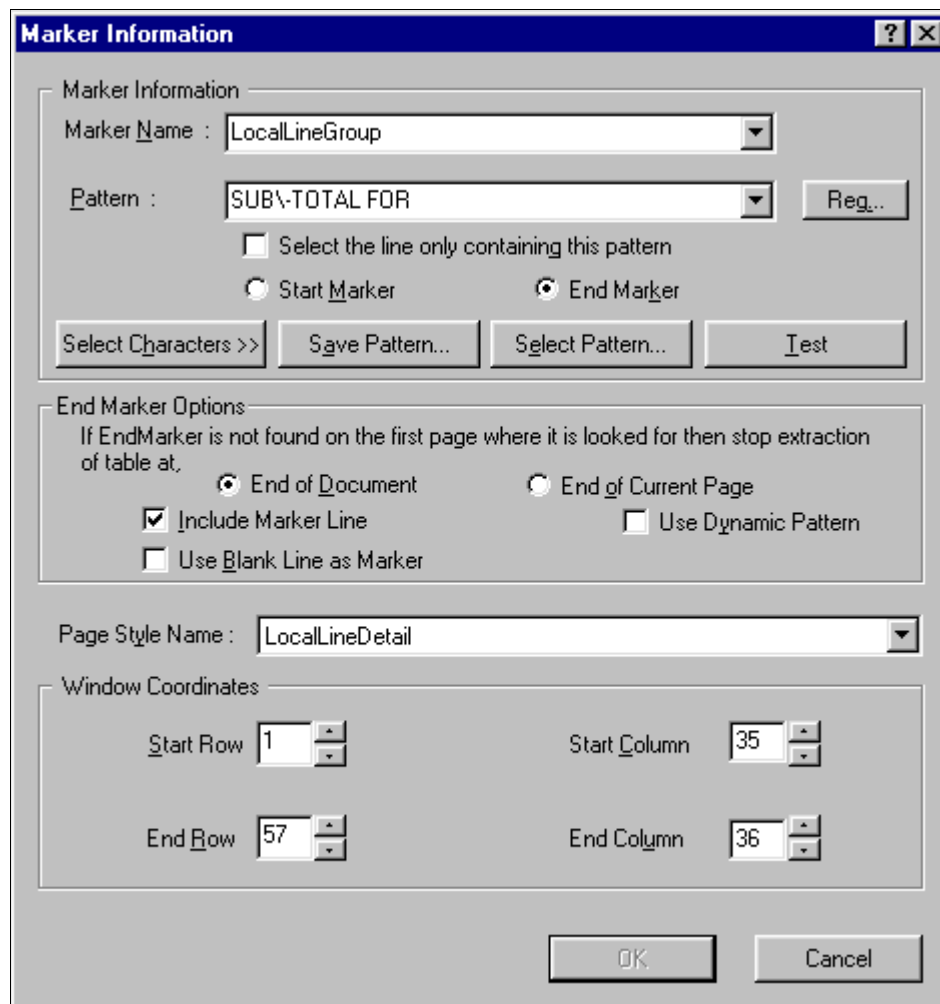 Marker Information
Marker Information
Marker Name : LocalLineGroup
Pattern : SUB\-TOTAL FOR Reg...
Select the line only containing this pattern
Start Marker End Marker
Select Characters >> Save Pattern... Select Pattern... Test
End Marker Options
If EndMarker is not found on the first page where it is looked for then stop extraction
of table at,
End of Document End of Current Page
Include Marker Line Use Dynamic Pattern
Use Blank Line as Marker
Page Style Name : LocalLineDetail
Window Coordinates
Start Row 1 Start Column 35
End Row 57 End Column 36
OK Cancel